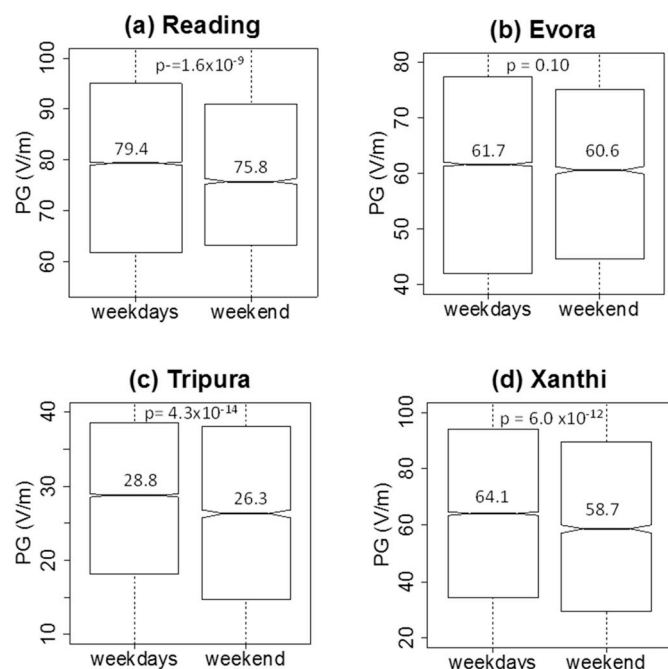 (a) Reading
p-=1.6x10⁻⁹
PG (V/m)
100
90
80
70
60
79.4
75.8
weekdays
weekend
(b) Evora
p = 0.10
PG (V/m)
80
70
60
50
40
61.7
60.6
weekdays
weekend
(c) Tripura
p= 4.3x10⁻¹⁴
PG (V/m)
40
30
20
10
28.8
26.3
weekdays
weekend
(d) Xanthi
p = 6.0 x10⁻¹²
PG (V/m)
100
80
60
40
20
64.1
58.7
weekdays
weekend